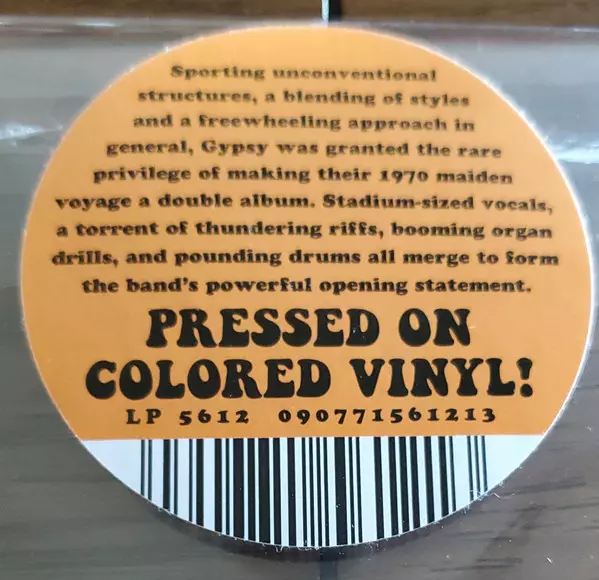 Sporting unconventional
structures, a blending of styles
and a freewheeling approach in
general, Gypsy was granted the rare
privilege of making their 1970 maiden
voyage a double album. Stadium-sized vocals,
a torrent of thundering riffs, booming organ
drills, and pounding drums all merge to form
the band's powerful opening statement.
PRESSED ON
COLORED VINYL!
LP 5612 090771561213